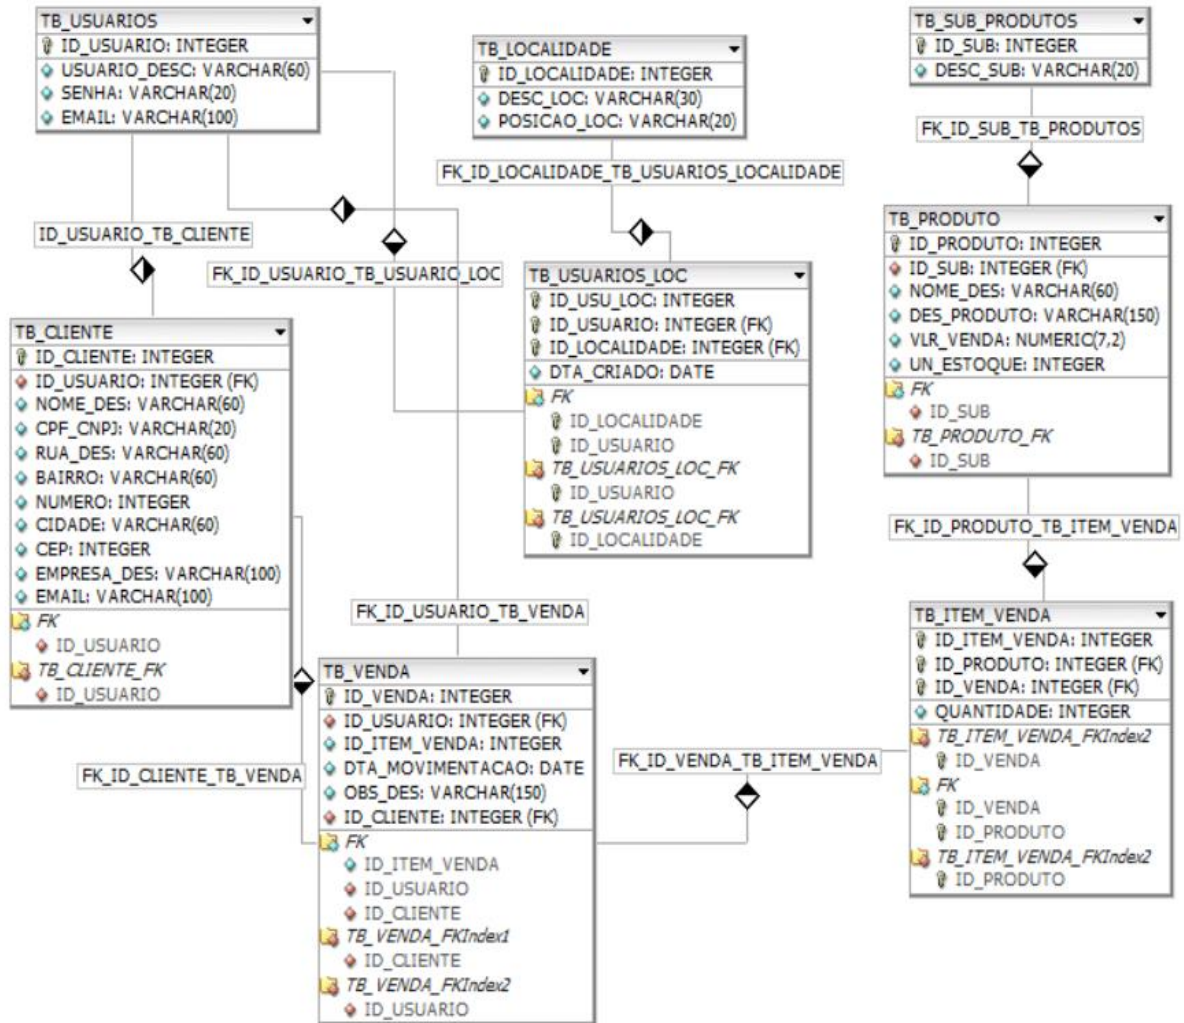 TB_USUARIOS
ID_USUARIO: INTEGER
USUARIO_DESC: VARCHAR(60)
SENHA: VARCHAR(20)
EMAIL: VARCHAR(100)
TB_LOCALIDADE
ID_LOCALIDADE: INTEGER
DESC_LOC: VARCHAR(30)
POSICAO_LOC: VARCHAR(20)
TB_SUB_PRODUTOS
ID_SUB: INTEGER
DESC_SUB: VARCHAR(20)
FK_ID_SUB_TB_PRODUTOS
FK_ID_LOCALIDADE_TB_USUARIOS_LOCALIDADE
ID_USUARIO_TB_CLIENTE
FK_ID_USUARIO_TB_USUARIO_LOC
TB_USUARIOS_LOC
ID_USU_LOC: INTEGER
ID_USUARIO: INTEGER (FK)
ID_LOCALIDADE: INTEGER (FK)
DTA_CRIADO: DATE
FK
ID_LOCALIDADE
ID_USUARIO
TB_USUARIOS_LOC_FK
ID_USUARIO
TB_USUARIOS_LOC_FK
ID_LOCALIDADE
TB_PRODUTO
ID_PRODUTO: INTEGER
ID_SUB: INTEGER (FK)
NOME_DES: VARCHAR(60)
DES_PRODUTO: VARCHAR(150)
VLR_VENDA: NUMERIC(7,2)
UN_ESTOQUE: INTEGER
FK
ID_SUB
TB_PRODUTO_FK
ID_SUB
TB_CLIENTE
ID_CLIENTE: INTEGER
ID_USUARIO: INTEGER (FK)
NOME_DES: VARCHAR(60)
CPF_CNPJ: VARCHAR(20)
RUA_DES: VARCHAR(60)
BAIRRO: VARCHAR(60)
NUMERO: INTEGER
CIDADE: VARCHAR(60)
CEP: INTEGER
EMPRESA_DES: VARCHAR(100)
EMAIL: VARCHAR(100)
FK
ID_USUARIO
TB_CLIENTE_FK
ID_USUARIO
FK_ID_PRODUTO_TB_ITEM_VENDA
FK_ID_USUARIO_TB_VENDA
TB_VENDA
ID_VENDA: INTEGER
ID_USUARIO: INTEGER (FK)
ID_ITEM_VENDA: INTEGER
DTA_MOVIMENTACAO: DATE
OBS_DES: VARCHAR(150)
ID_CLIENTE: INTEGER (FK)
FK
ID_ITEM_VENDA
ID_USUARIO
ID_CLIENTE
TB_VENDA_FKIndex1
ID_CLIENTE
TB_VENDA_FKIndex2
ID_USUARIO
FK_ID_CLIENTE_TB_VENDA
FK_ID_VENDA_TB_ITEM_VENDA
TB_ITEM_VENDA
ID_ITEM_VENDA: INTEGER
ID_PRODUTO: INTEGER (FK)
ID_VENDA: INTEGER (FK)
QUANTIDADE: INTEGER
TB_ITEM_VENDA_FKIndex2
ID_VENDA
FK
ID_VENDA
ID_PRODUTO
TB_ITEM_VENDA_FKIndex2
ID_PRODUTO